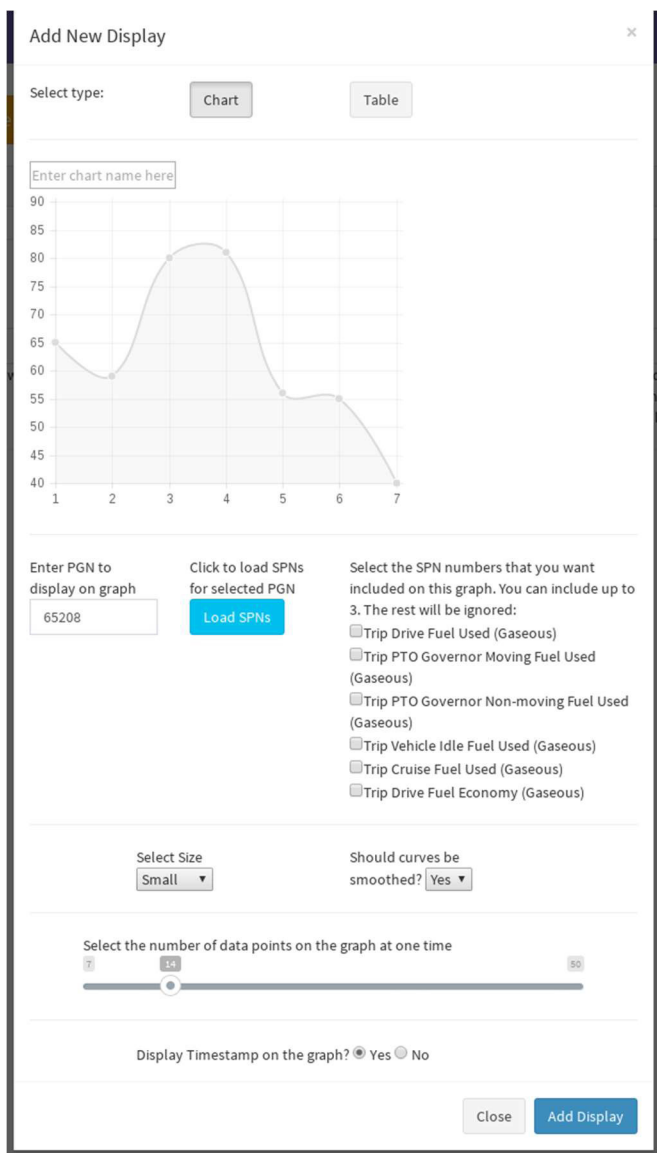 Add New Display
×
Select type:
Chart
Table
Enter chart name here
90
85
80
75
70
65
60
55
50
45
40
1 2 3 4 5 6 7
Enter PGN to
display on graph
65208
Click to load SPNs
for selected PGN
Load SPNs
Select the SPN numbers that you want
included on this graph. You can include up to
3. The rest will be ignored:
Trip Drive Fuel Used (Gaseous)
Trip PTO Governor Moving Fuel Used
(Gaseous)
Trip PTO Governor Non-moving Fuel Used
(Gaseous)
Trip Vehicle Idle Fuel Used (Gaseous)
Trip Cruise Fuel Used (Gaseous)
Trip Drive Fuel Economy (Gaseous)
Select Size
Small
Should curves be
smoothed? Yes
Select the number of data points on the graph at one time
7 14 50
Display Timestamp on the graph? Yes No
Close
Add Display